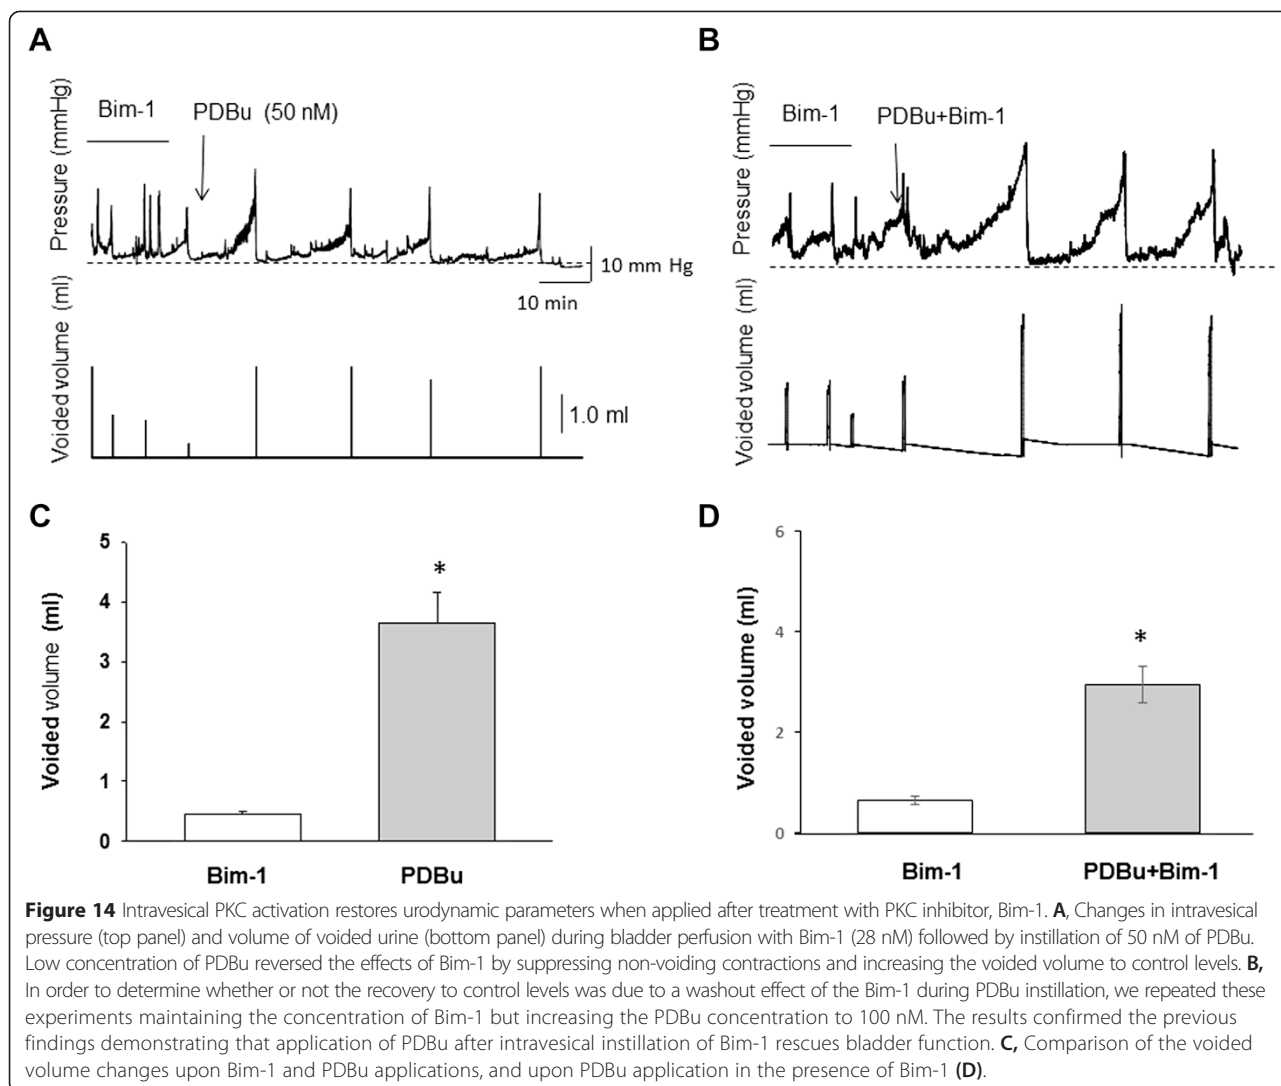 A
B
Pressure (mmHg)
Bim-1
PDBu (50 nM)
10 mm Hg
10 min
Voided volume (ml)
1.0 ml
Pressure (mmHg)
Bim-1
PDBu+Bim-1
Voided volume (ml)
C
Voided volume (ml)
5
4
3
2
1
0
*
Bim-1
PDBu
D
Voided volume (ml)
6
4
2
0
*
Bim-1
PDBu+Bim-1
Figure 14 Intravesical PKC activation restores urodynamic parameters when applied after treatment with PKC inhibitor, Bim-1. A, Changes in intravesical
pressure (top panel) and volume of voided urine (bottom panel) during bladder perfusion with Bim-1 (28 nM) followed by instillation of 50 nM of PDBu.
Low concentration of PDBu reversed the effects of Bim-1 by suppressing non-voiding contractions and increasing the voided volume to control levels. B,
In order to determine whether or not the recovery to control levels was due to a washout effect of the Bim-1 during PDBu instillation, we repeated these
experiments maintaining the concentration of Bim-1 but increasing the PDBu concentration to 100 nM. The results confirmed the previous
findings demonstrating that application of PDBu after intravesical instillation of Bim-1 rescues bladder function. C, Comparison of the voided
volume changes upon Bim-1 and PDBu applications, and upon PDBu application in the presence of Bim-1 (D).